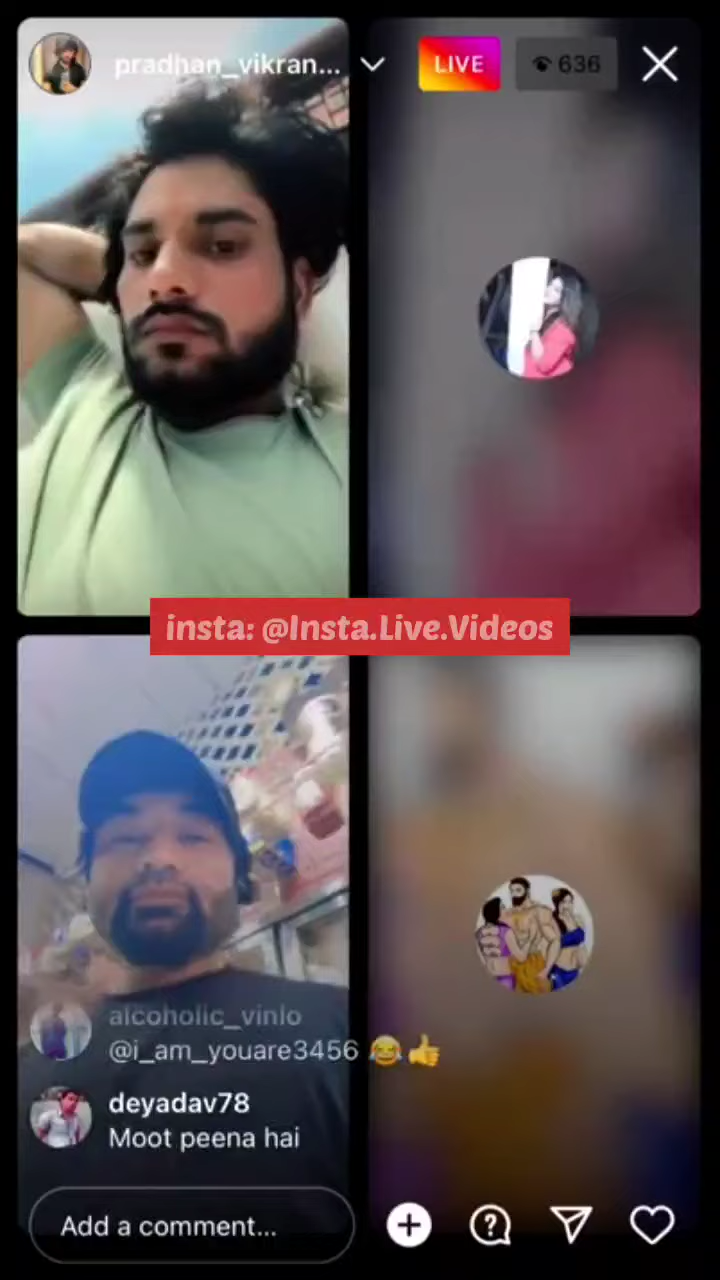 pradhan_vikran...
LIVE
636
insta: @Insta.Live.Videos
alcoholic_vinlo
@i_am_youare3456 😂👍
deyadav78
Moot peena hai
Add a comment...